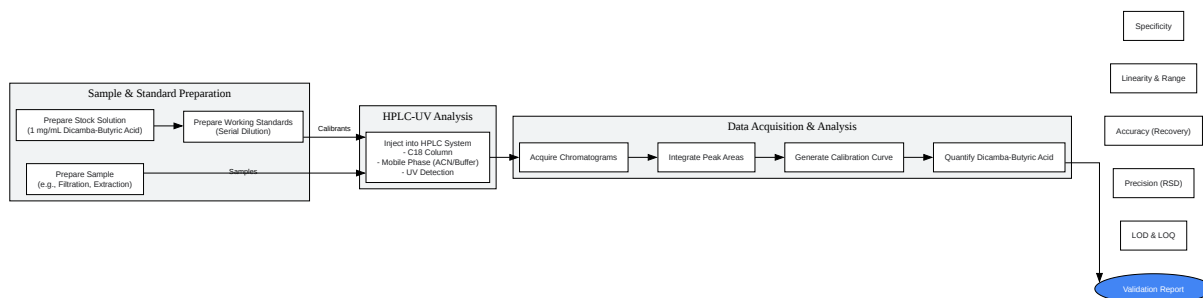 Sample & Standard Preparation
Prepare Stock Solution
(1 mg/mL Dicamba-Butyric Acid)
Prepare Working Standards
(Serial Dilution)
Prepare Sample
(e.g., Filtration, Extraction)
Calibrants
Samples
HPLC-UV Analysis
Inject into HPLC System
- C18 Column
- Mobile Phase (ACN/Buffer)
- UV Detection
Data Acquisition & Analysis
Acquire Chromatograms
Integrate Peak Areas
Generate Calibration Curve
Quantify Dicamba-Butyric Acid
Specificity
Linearity & Range
Accuracy (Recovery)
Precision (RSD)
LOD & LOQ
Validation Report